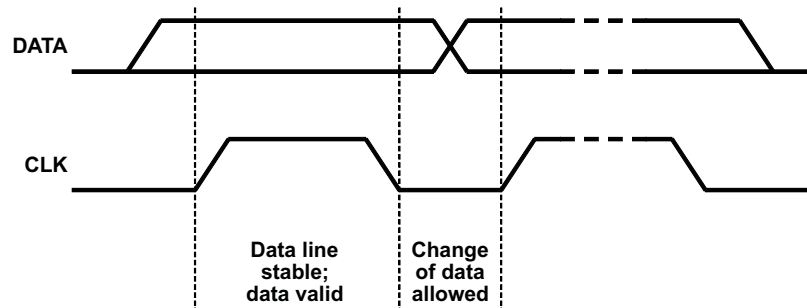 DATA
CLK
Data line
stable;
data valid
Change
of data
allowed